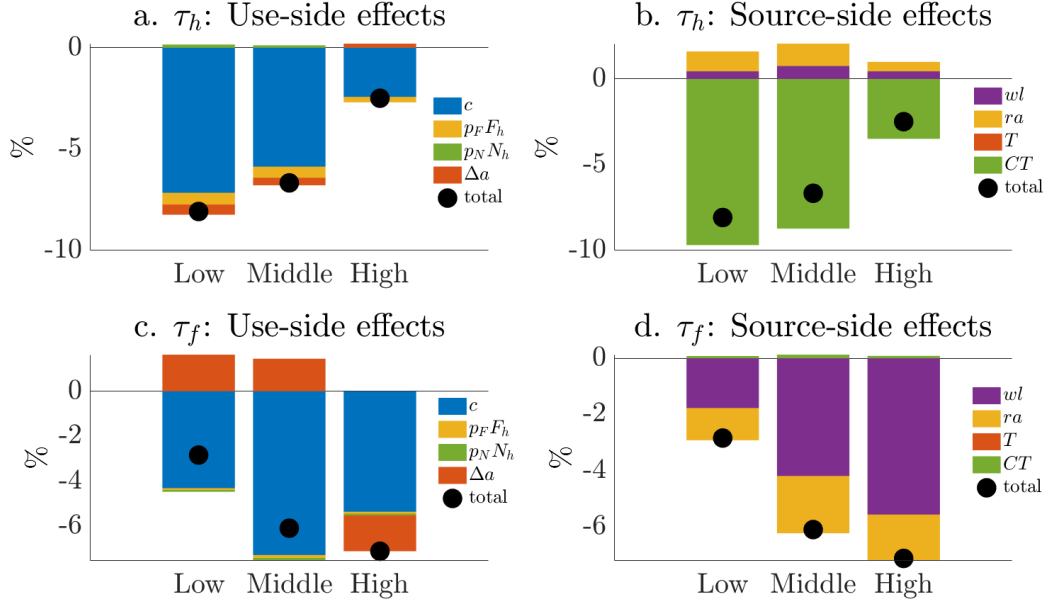 a. τ_h: Use-side effects
0
-5
-10
%
Low Middle High
c
p_F F_h
p_N N_h
Δa
total
b. τ_h: Source-side effects
0
-5
-10
%
Low Middle High
wl
ra
T
CT
total
c. τ_f: Use-side effects
0
-2
-4
-6
%
Low Middle High
c
p_F F_h
p_N N_h
Δa
total
d. τ_f: Source-side effects
0
-2
-4
-6
%
Low Middle High
wl
ra
T
CT
total